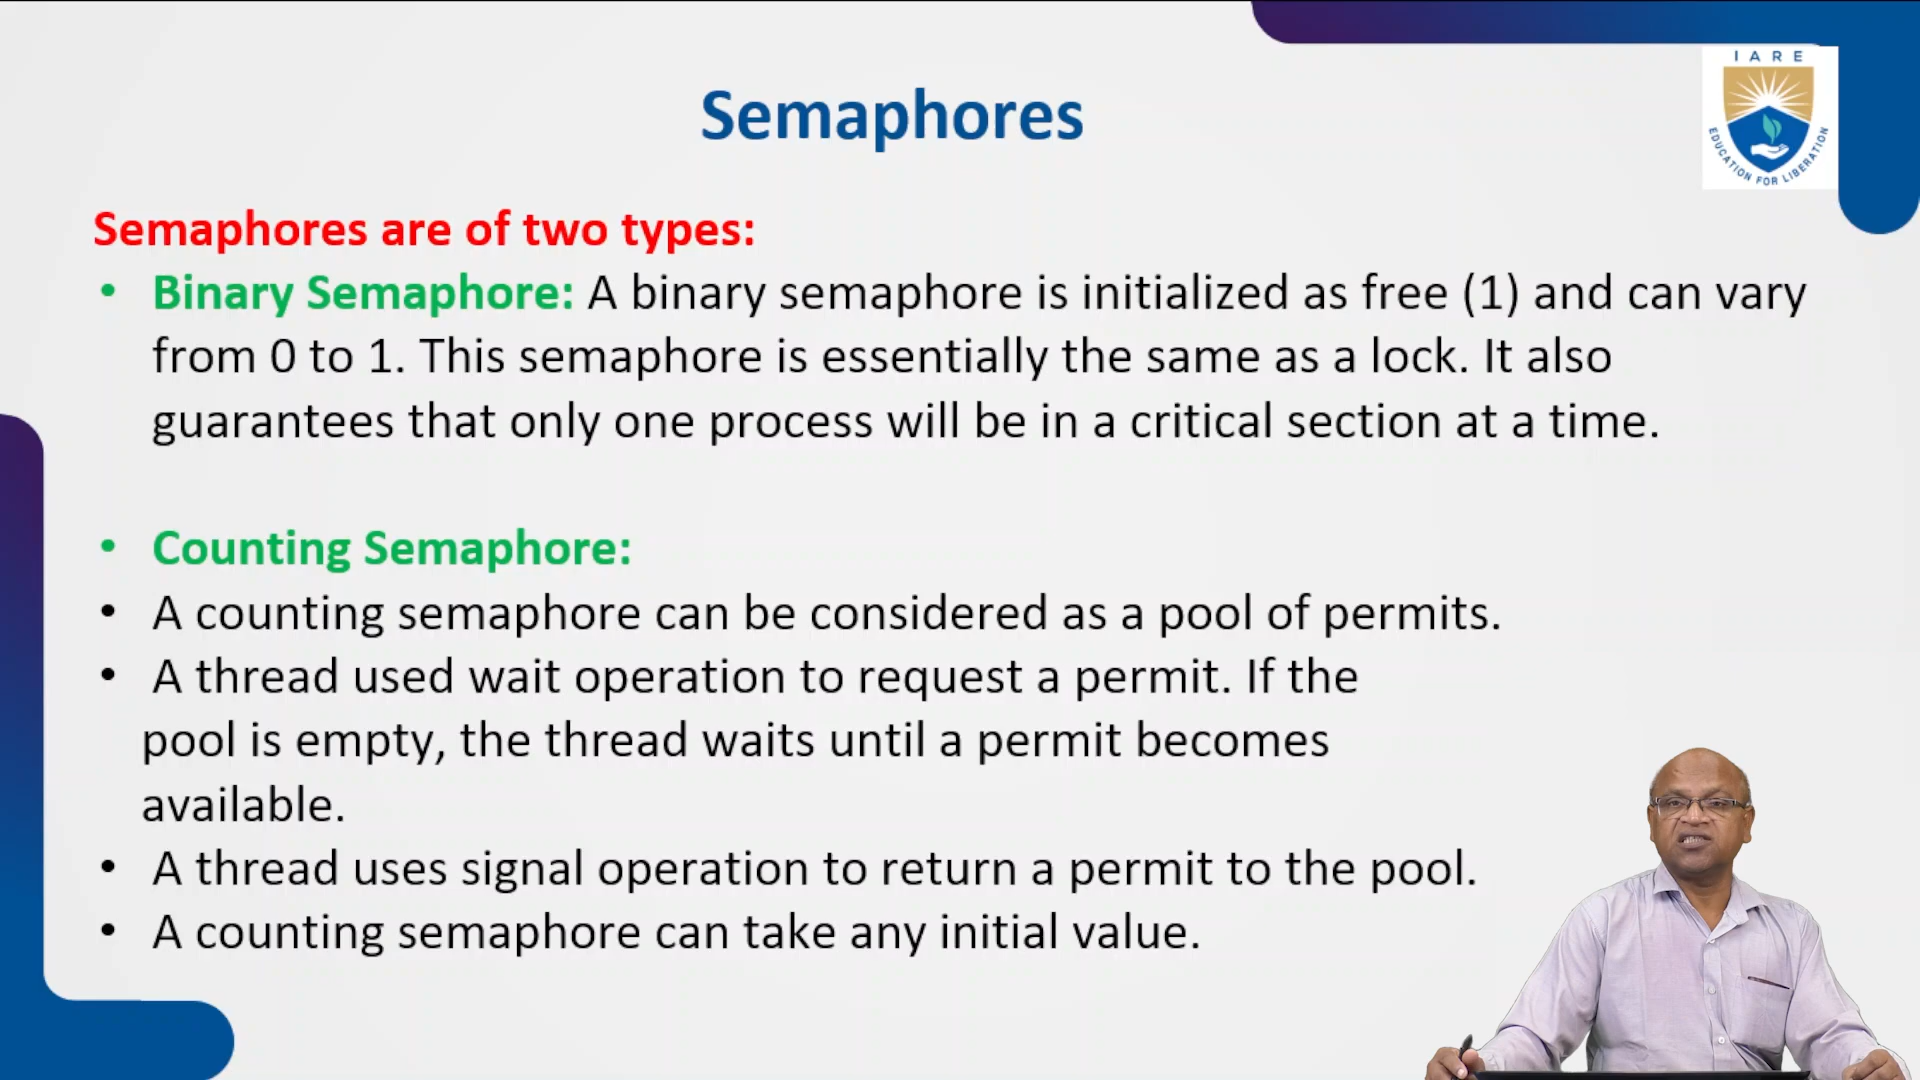 Semaphores
IARE
EDUCATION FOR LIBERATION
Semaphores are of two types:
• Binary Semaphore: A binary semaphore is initialized as free (1) and can vary
from 0 to 1. This semaphore is essentially the same as a lock. It also
guarantees that only one process will be in a critical section at a time.
• Counting Semaphore:
• A counting semaphore can be considered as a pool of permits.
• A thread used wait operation to request a permit. If the
pool is empty, the thread waits until a permit becomes
available.
• A thread uses signal operation to return a permit to the pool.
• A counting semaphore can take any initial value.